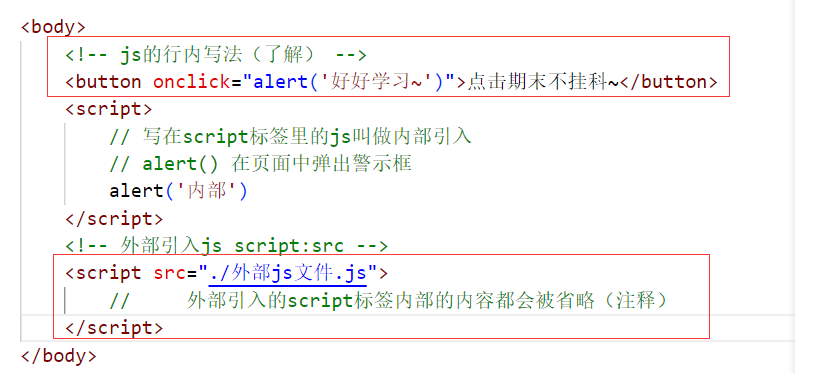 <body>
<!-- js的行内写法（了解） -->
<button onclick="alert('好好学习~')">点击期末不挂科~</button>
<script>
// 写在script标签里的js叫做内部引入
// alert() 在页面中弹出警示框
alert('内部')
</script>
<!-- 外部引入js script:src -->
<script src="./外部js文件.js">
// 外部引入的script标签内部的内容都会被省略（注释）
</script>
</body>